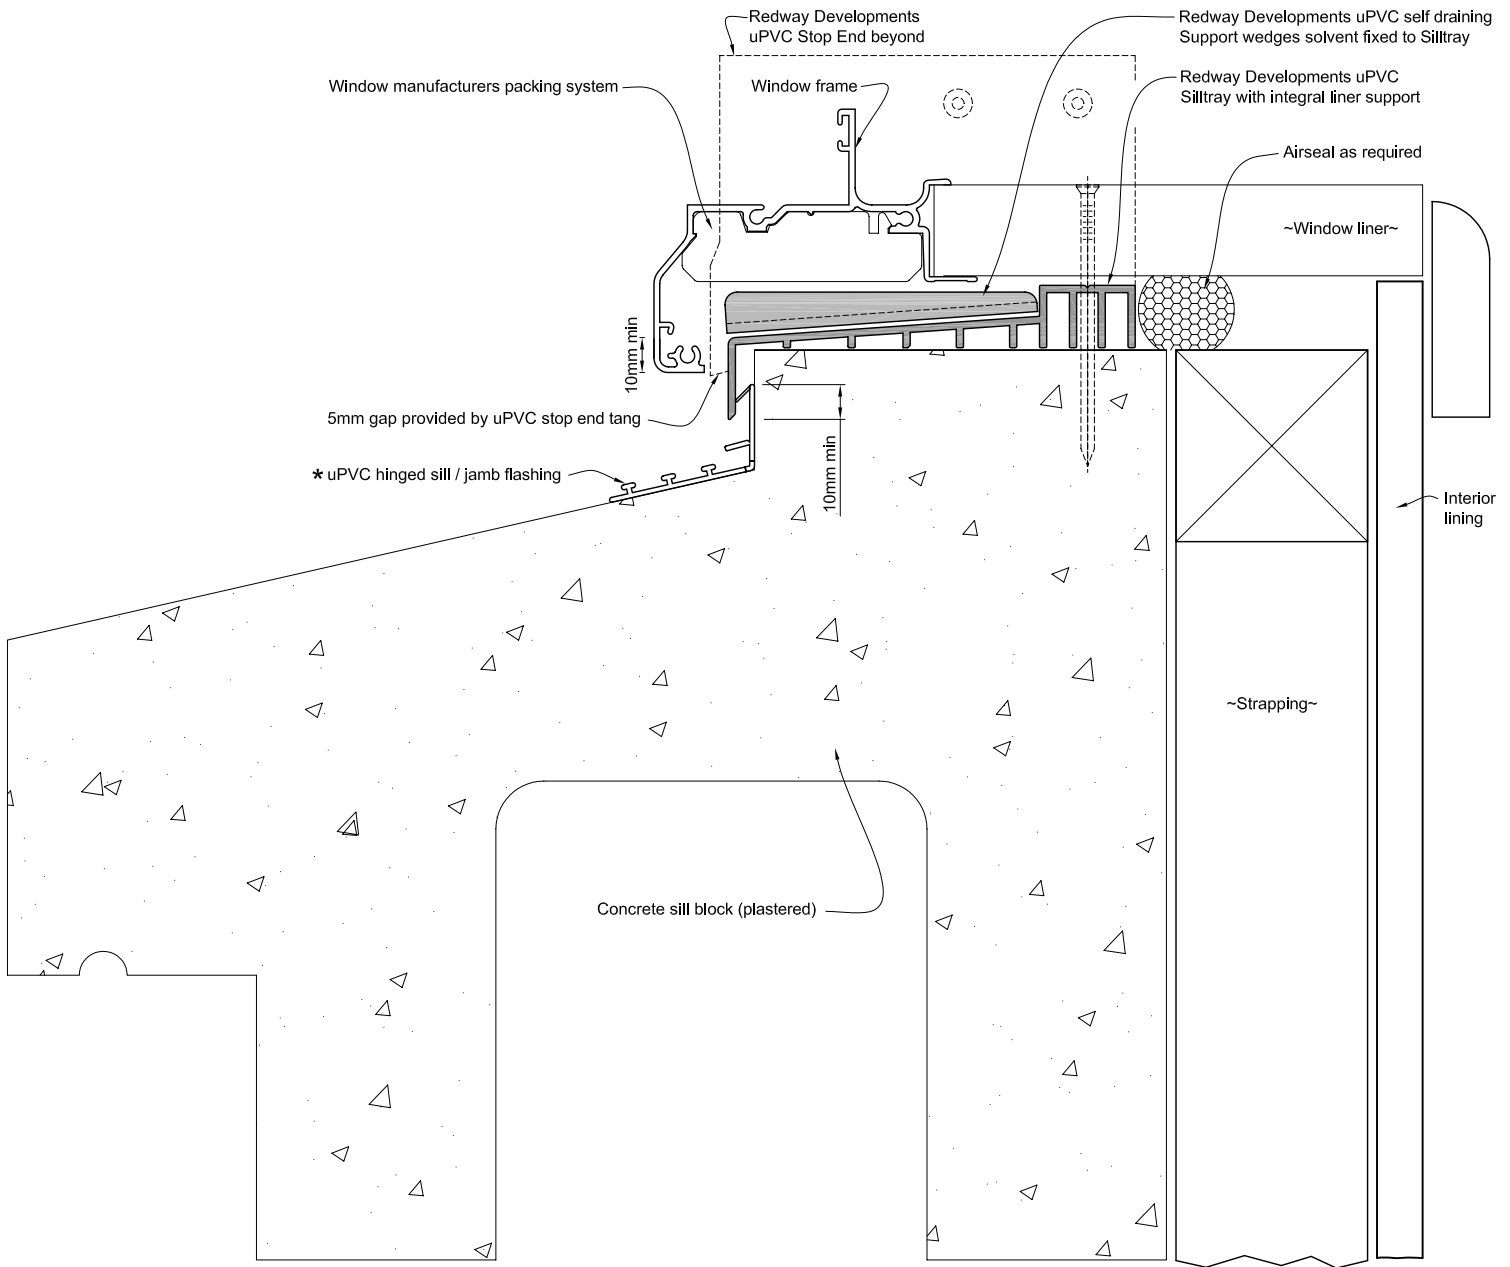 Redway Developments
uPVC Stop End beyond
Redway Developments uPVC self draining
Support wedges solvent fixed to Silltray
Window manufacturers packing system
Window frame
Redway Developments uPVC
Silltray with integral liner support
Airseal as required
~Window liner~
10mm min
5mm gap provided by uPVC stop end tang
* uPVC hinged sill / jamb flashing
10mm min
Interior
lining
~Strapping~
Concrete sill block (plastered)